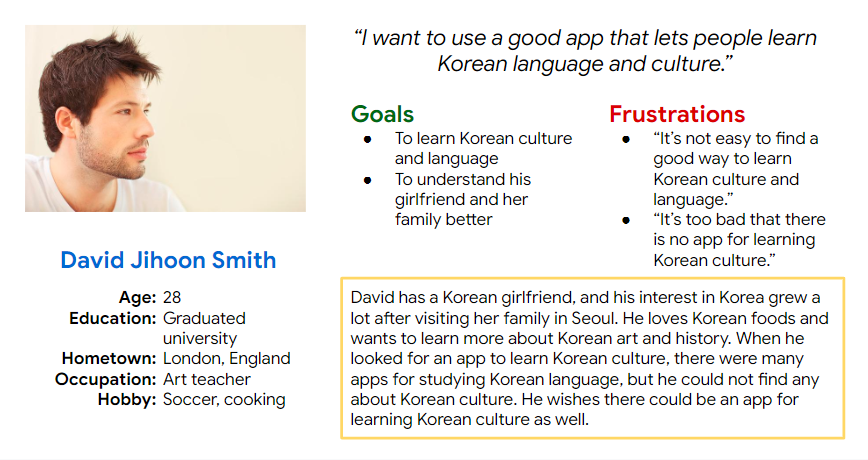 “I want to use a good app that lets people learn
Korean language and culture.”
Goals
● To learn Korean culture
and language
● To understand his
girlfriend and her
family better
Frustrations
● “It’s not easy to find a
good way to learn
Korean culture and
language.”
● “It’s too bad that there
is no app for learning
Korean culture.”
David Jihoon Smith
Age: 28
Education: Graduated
university
Hometown: London, England
Occupation: Art teacher
Hobby: Soccer, cooking
David has a Korean girlfriend, and his interest in Korea grew a
lot after visiting her family in Seoul. He loves Korean foods and
wants to learn more about Korean art and history. When he
looked for an app to learn Korean culture, there were many
apps for studying Korean language, but he could not find any
about Korean culture. He wishes there could be an app for
learning Korean culture as well.